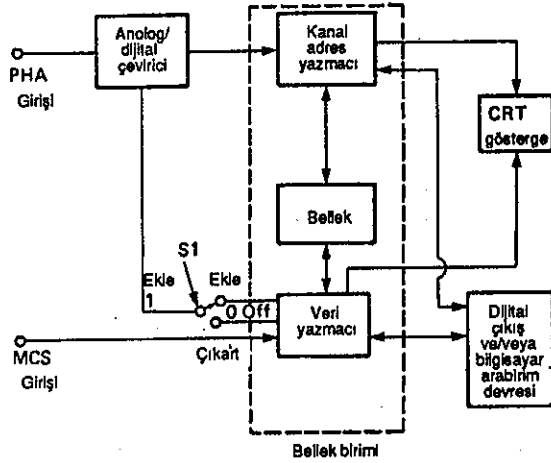 Anolog/
dijital
çevirici
Kanal
adres
yazmacı
PHA
Girişi
CRT
gösterge
Bellek
S1
Ekle
1
Ekle
0 Off
Çıkart
Veri
yazmacı
MCS
Girişi
Dijital
çıkış
ve/veya
bilgisayar
arabirim
devresi
Bellek birimi